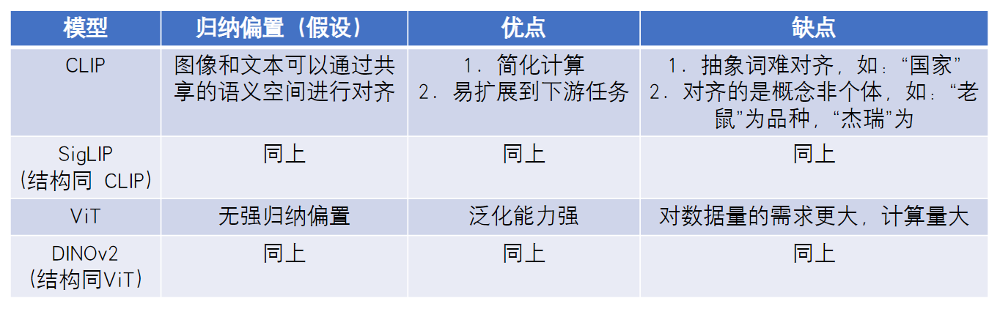 模型 归纳偏置（假设） 优点 缺点
CLIP 图像和文本可以通过共 1. 简化计算 1. 抽象词难对齐，如：“国家”
享的语义空间进行对齐 2. 易扩展到下游任务 2. 对齐的是概念非个体，如：“老
鼠”为品种，“杰瑞”为
SigLIP 同上 同上 同上
(结构同 CLIP)
ViT 无强归纳偏置 泛化能力强 对数据量的需求更大，计算量大
DINOv2 同上 同上 同上
(结构同ViT)